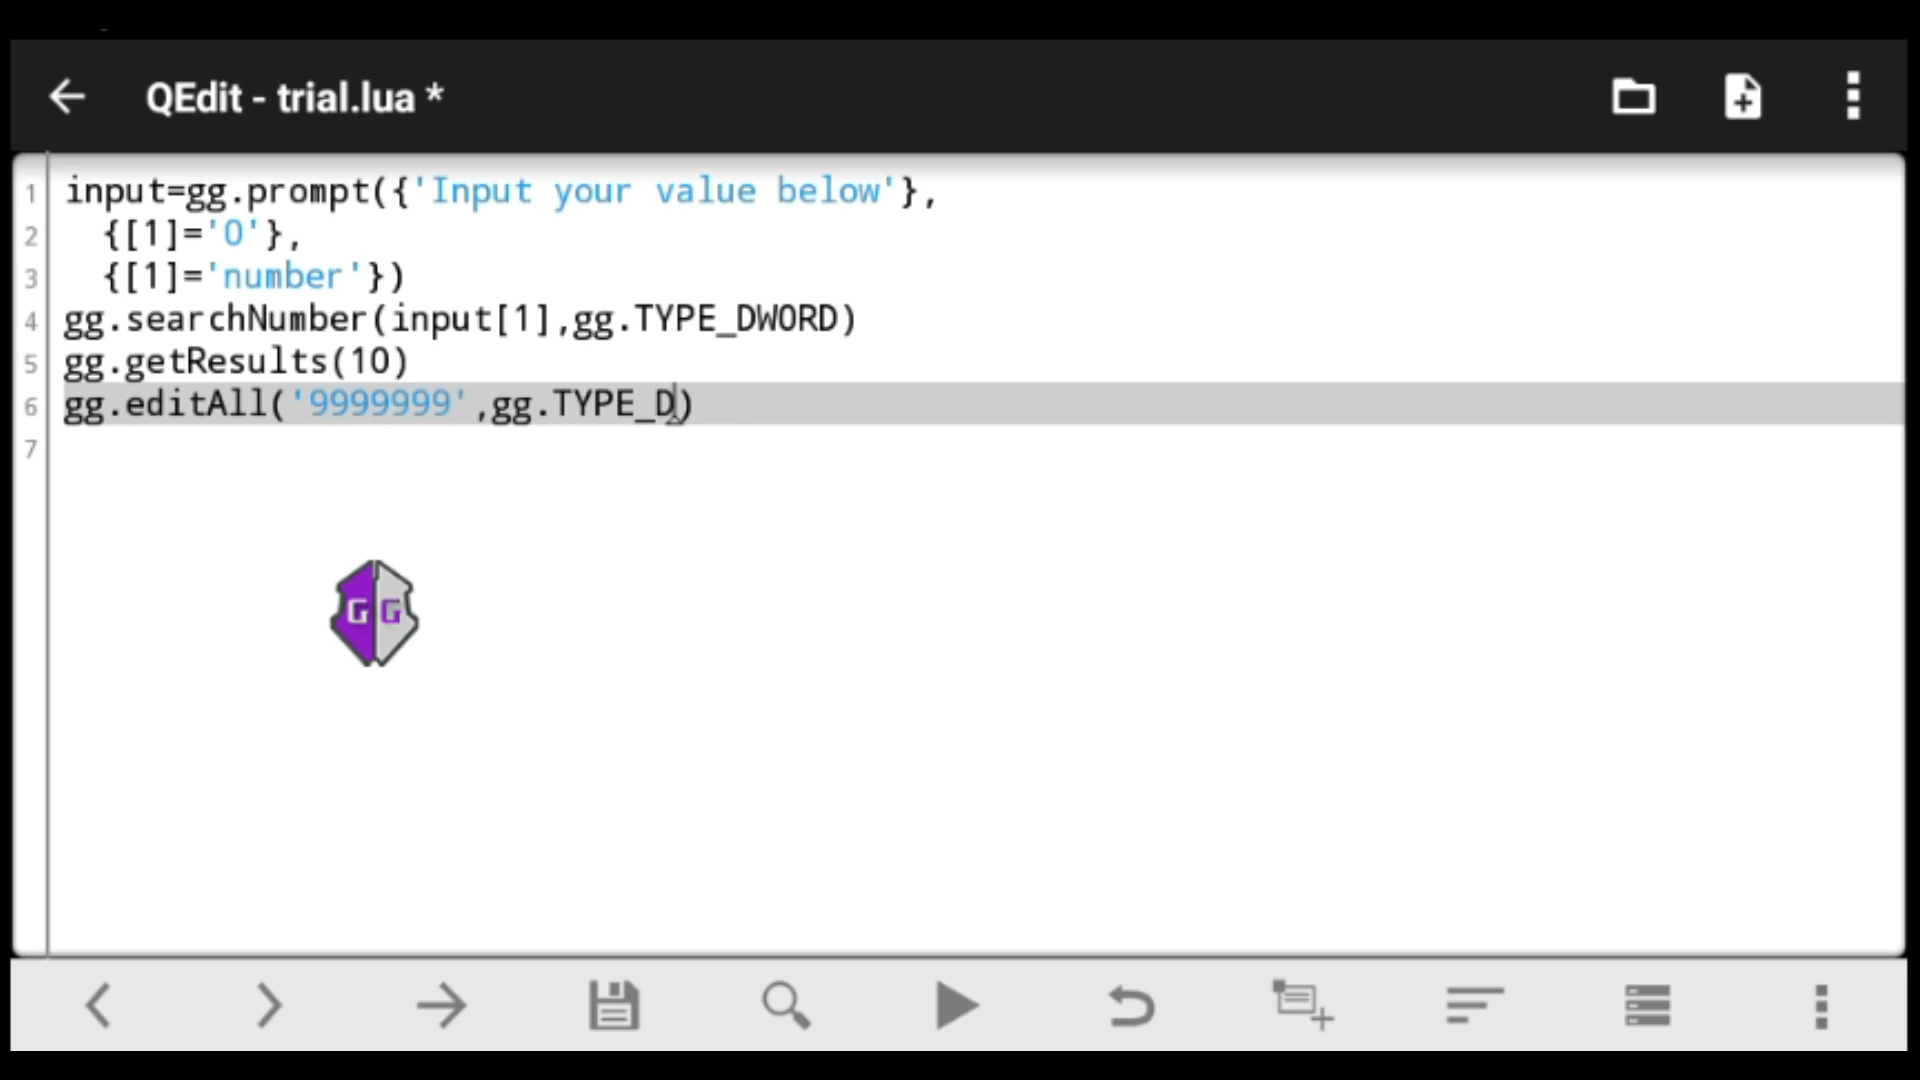 QEdit - trial.lua *
1 input=gg.prompt({'Input your value below'},
2 {[1]='0'},
3 {[1]='number'})
4 gg.searchNumber(input[1],gg.TYPE_DWORD)
5 gg.getResults(10)
6 gg.editAll('9999999',gg.TYPE_D)
7
GG